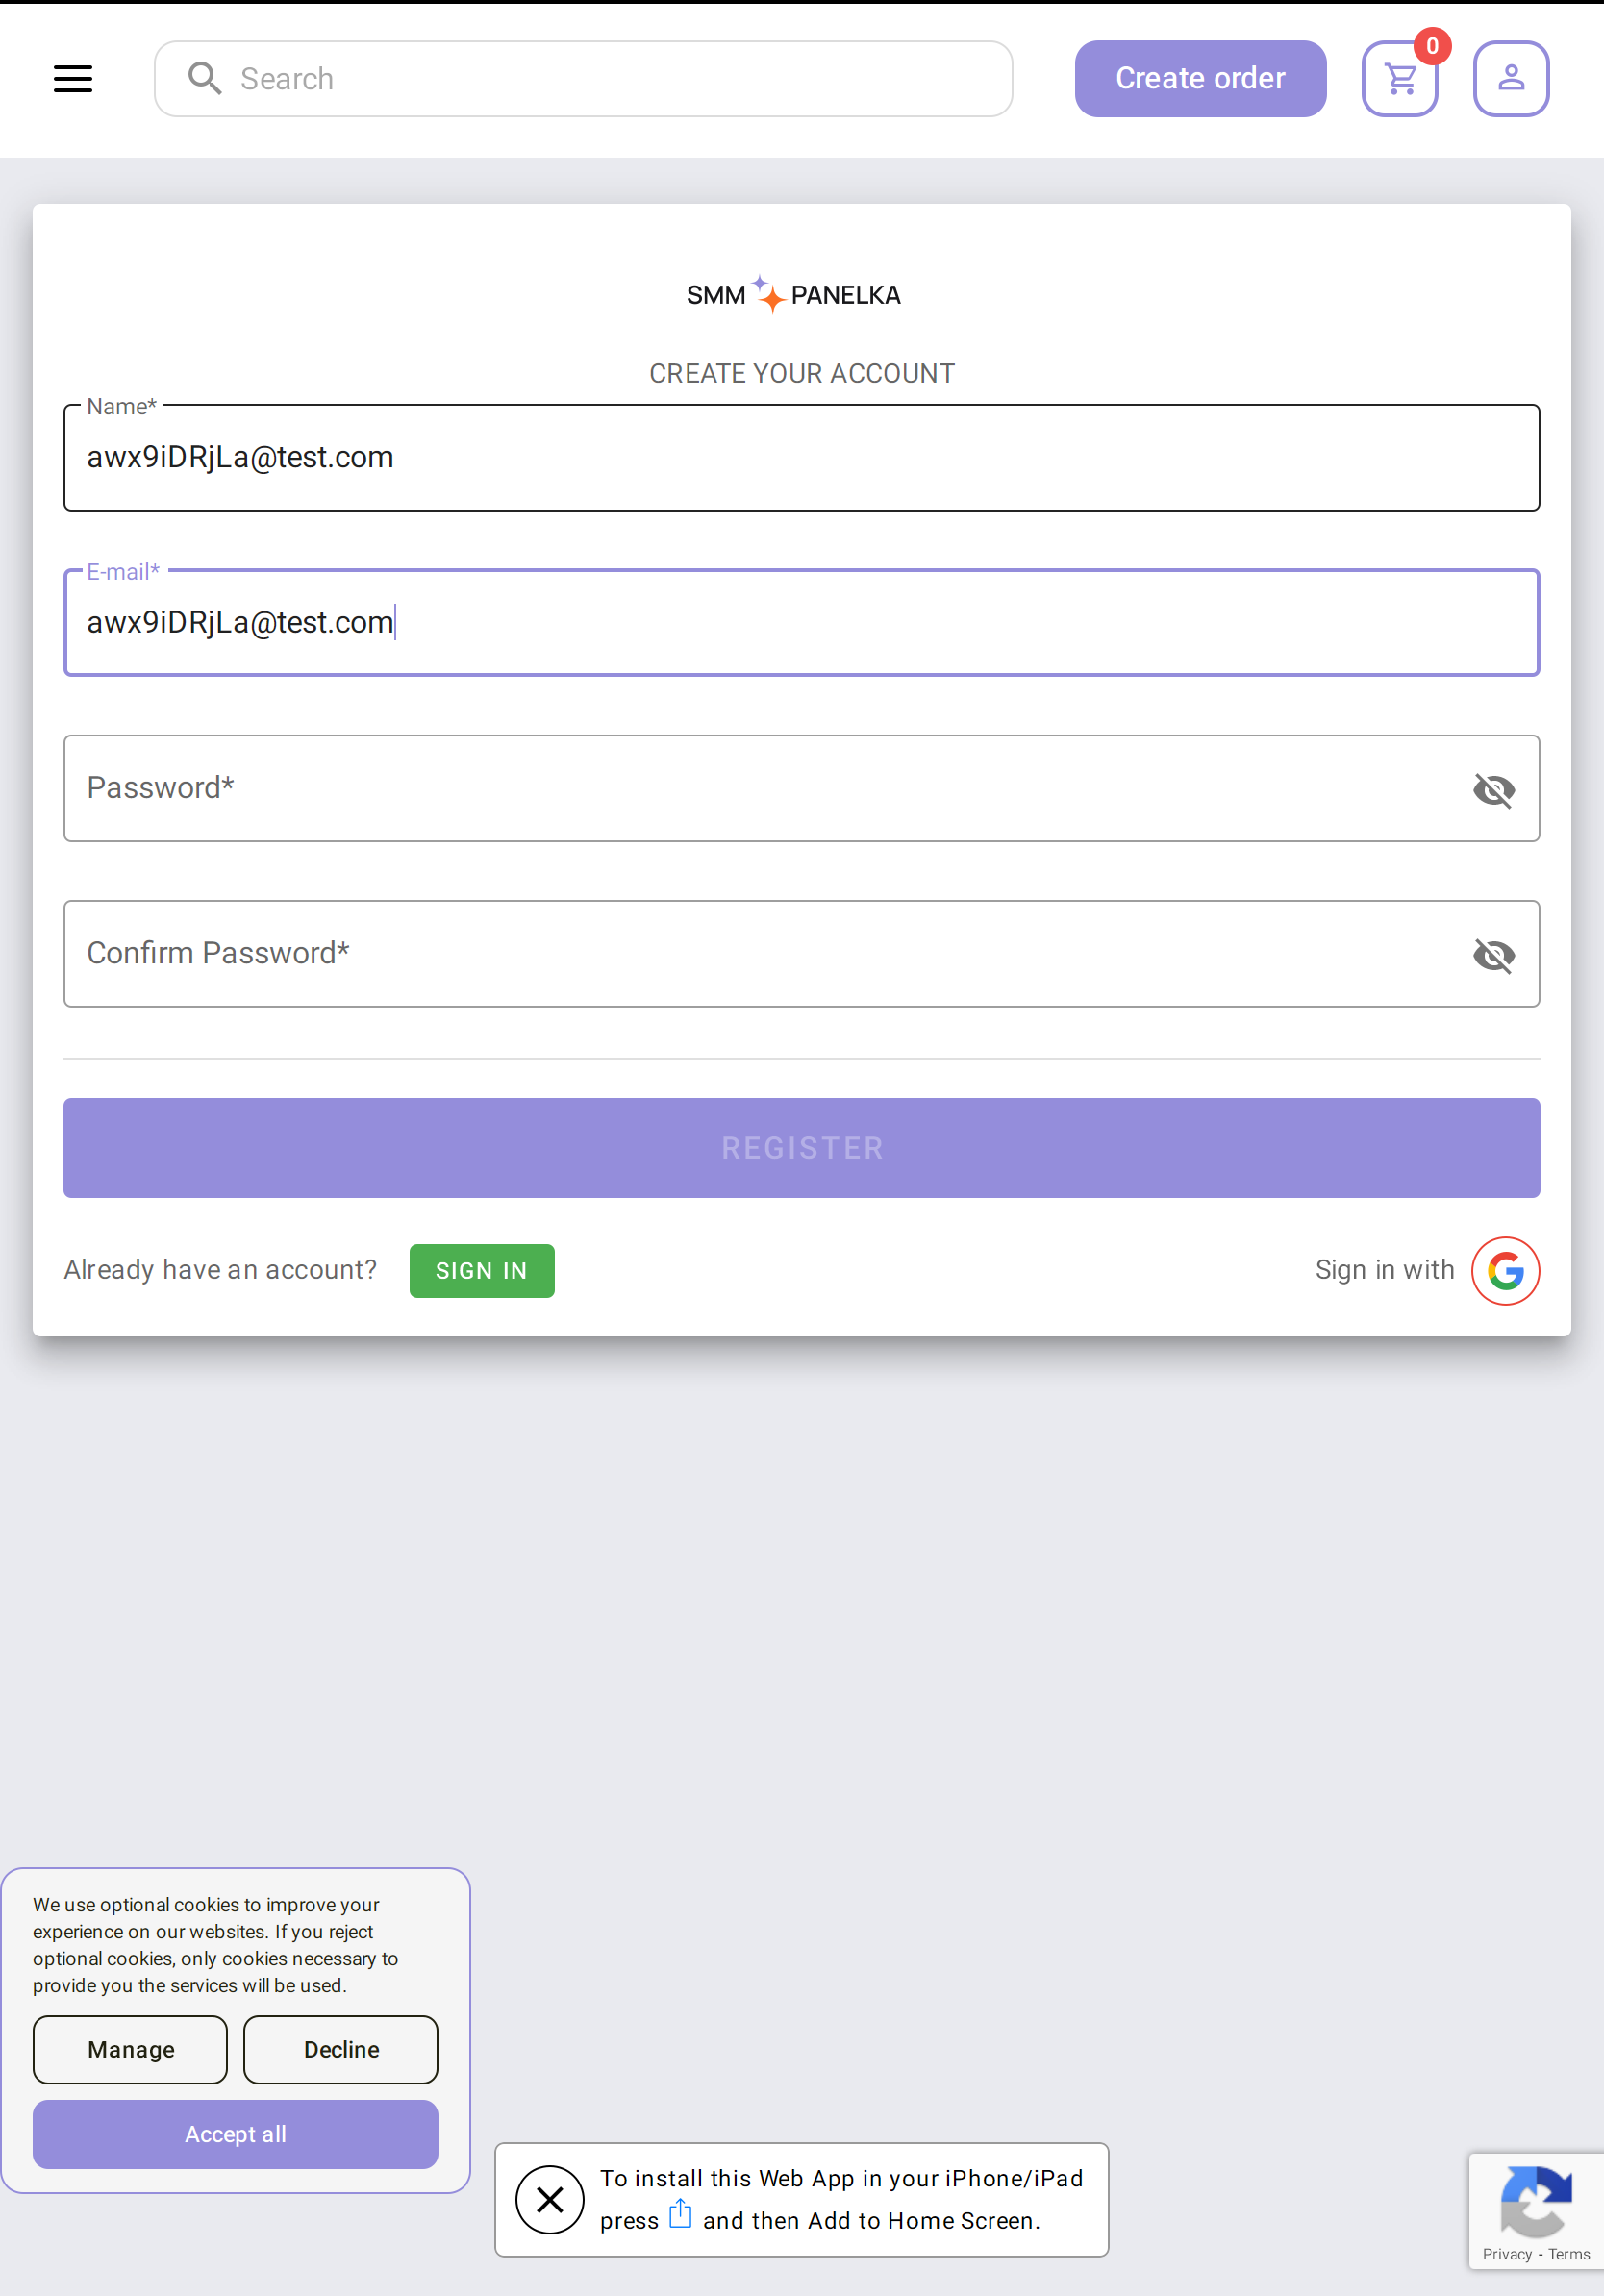 Search
Create order
0
SMM PANELKA
CREATE YOUR ACCOUNT
Name*
awx9iDRjLa@test.com
E-mail*
awx9iDRjLa@test.com
Password*
Confirm Password*
REGISTER
Already have an account? SIGN IN Sign in with
We use optional cookies to improve your
experience on our websites. If you reject
optional cookies, only cookies necessary to
provide you the services will be used.
Manage Decline
Accept all
To install this Web App in your iPhone/iPad
press and then Add to Home Screen.
Privacy - Terms